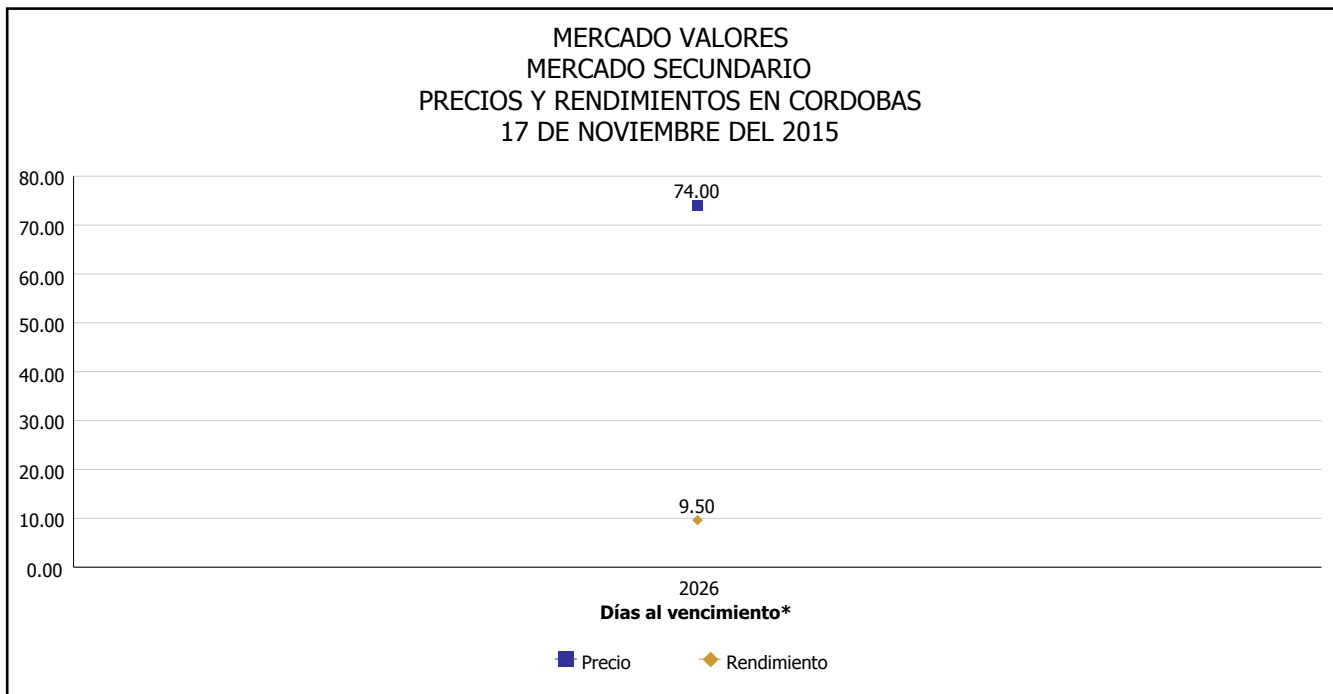 MERCADO VALORES
MERCADO SECUNDARIO
PRECIOS Y RENDIMIENTOS EN CORDOBAS
17 DE NOVIEMBRE DEL 2015
80.00
74.00
70.00
60.00
50.00
40.00
30.00
20.00
9.50
10.00
0.00
2026
Días al vencimiento*
Precio Rendimiento